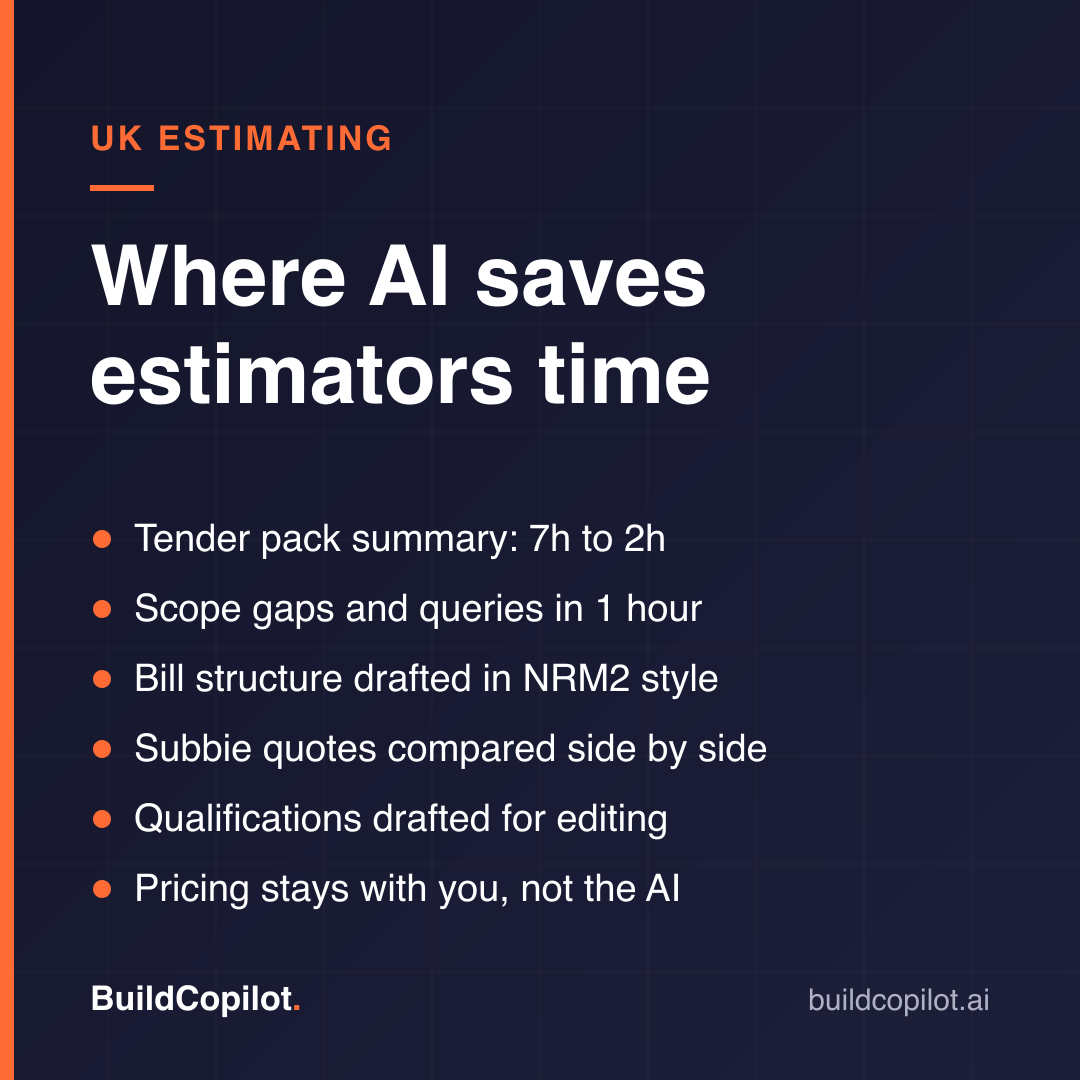 UK ESTIMATING
Where AI saves
estimators time
Tender pack summary: 7h to 2h
Scope gaps and queries in 1 hour
Bill structure drafted in NRM2 style
Subbie quotes compared side by side
Qualifications drafted for editing
Pricing stays with you, not the AI
BuildCopilot.
buildcopilot.ai